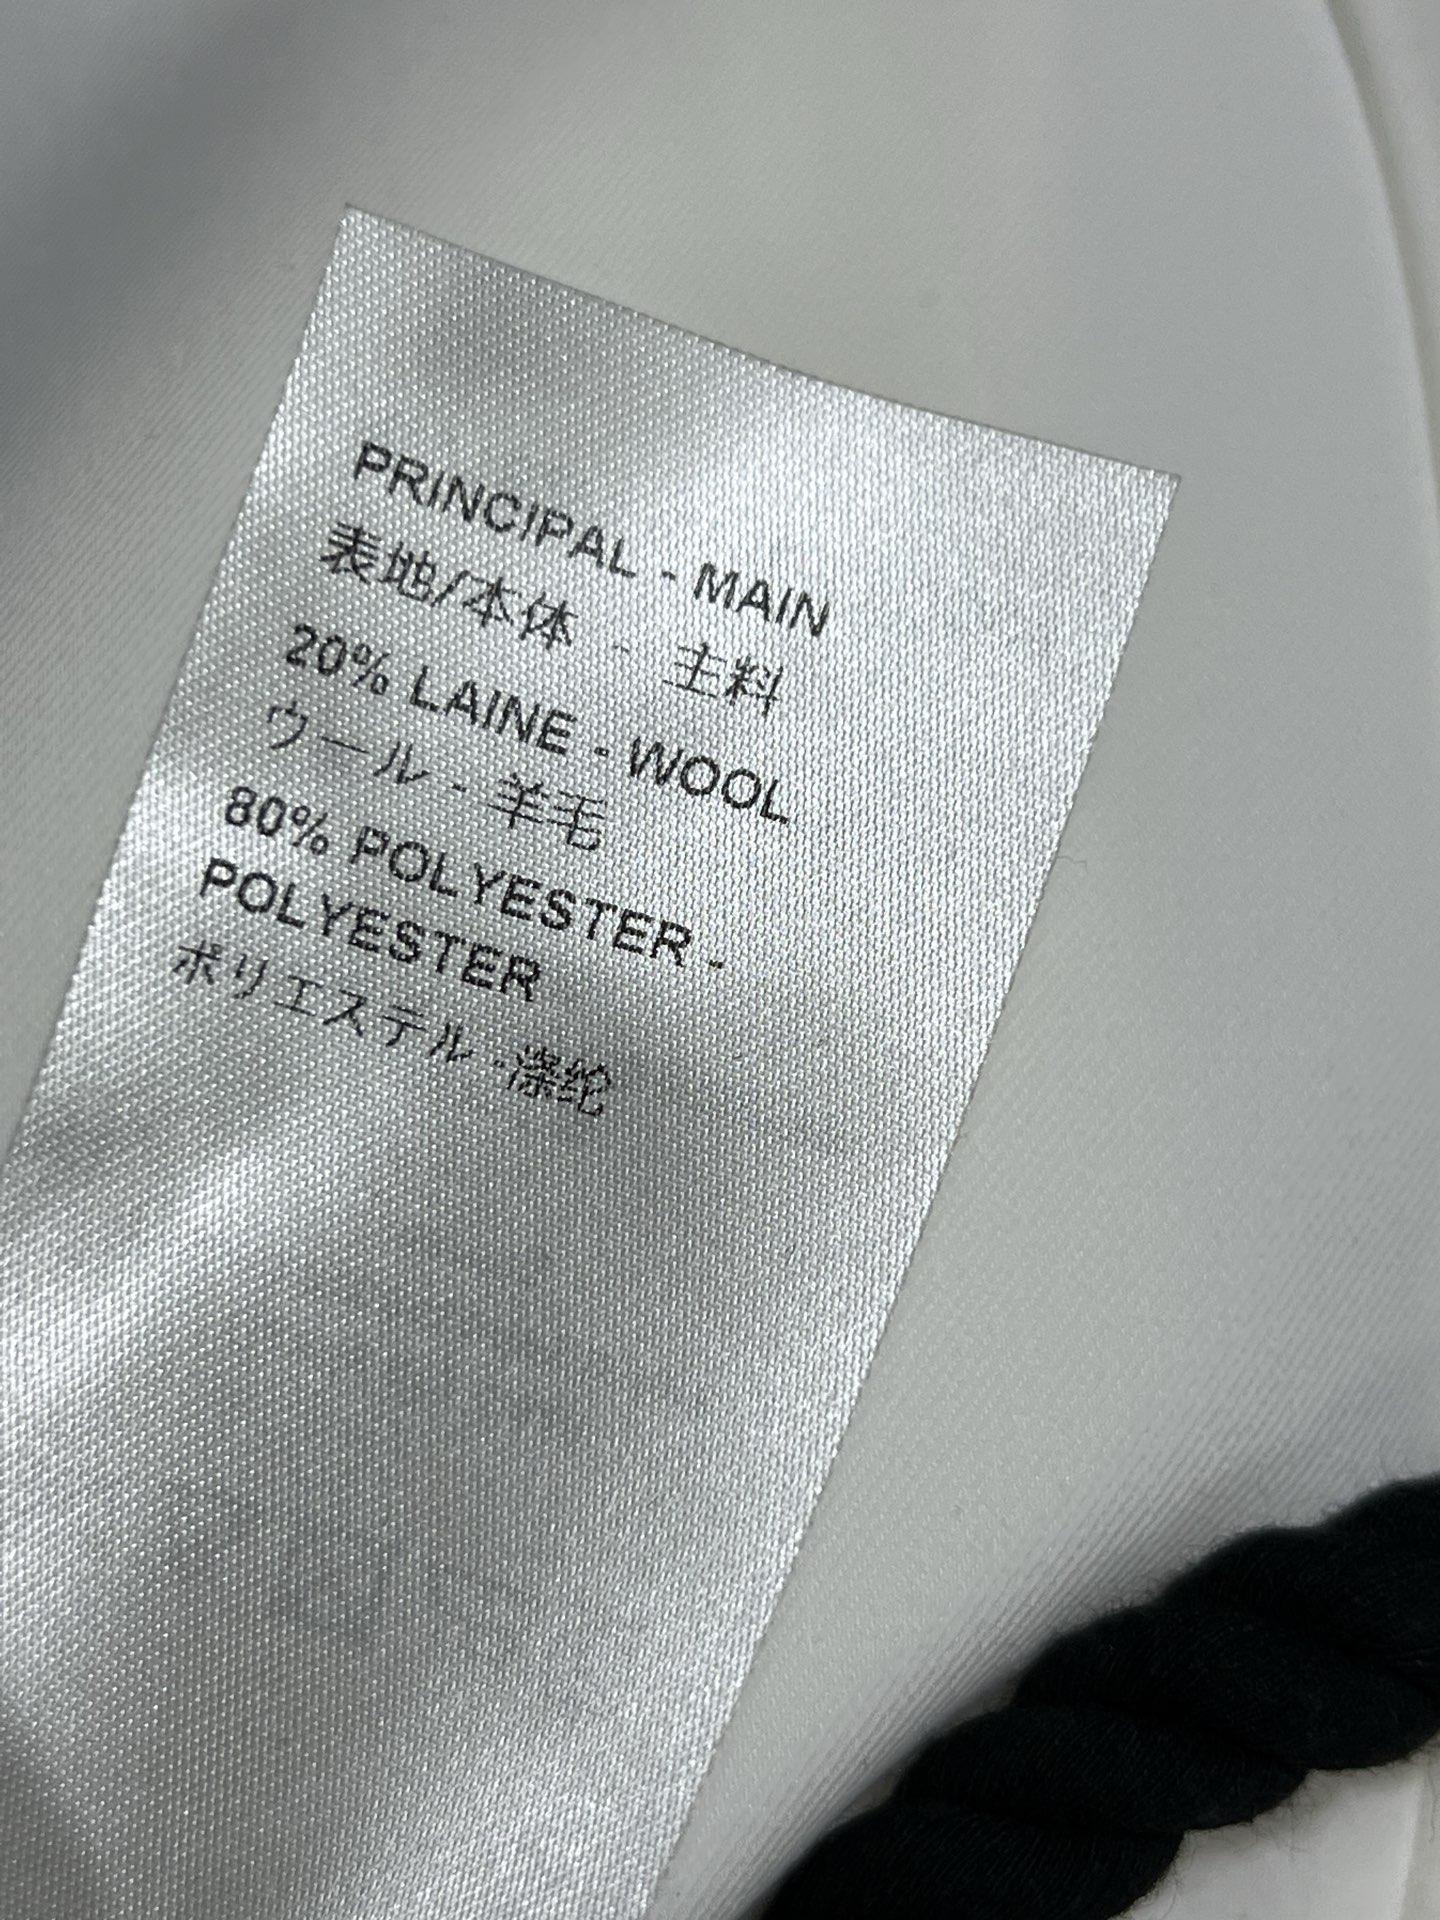 PRINCIPAL - MAIN
表地/本体 - 主料
20% LAINE - WOOL
ウール - 羊毛
80% POLYESTER -
POLYESTER
ポリエステル -涤纶